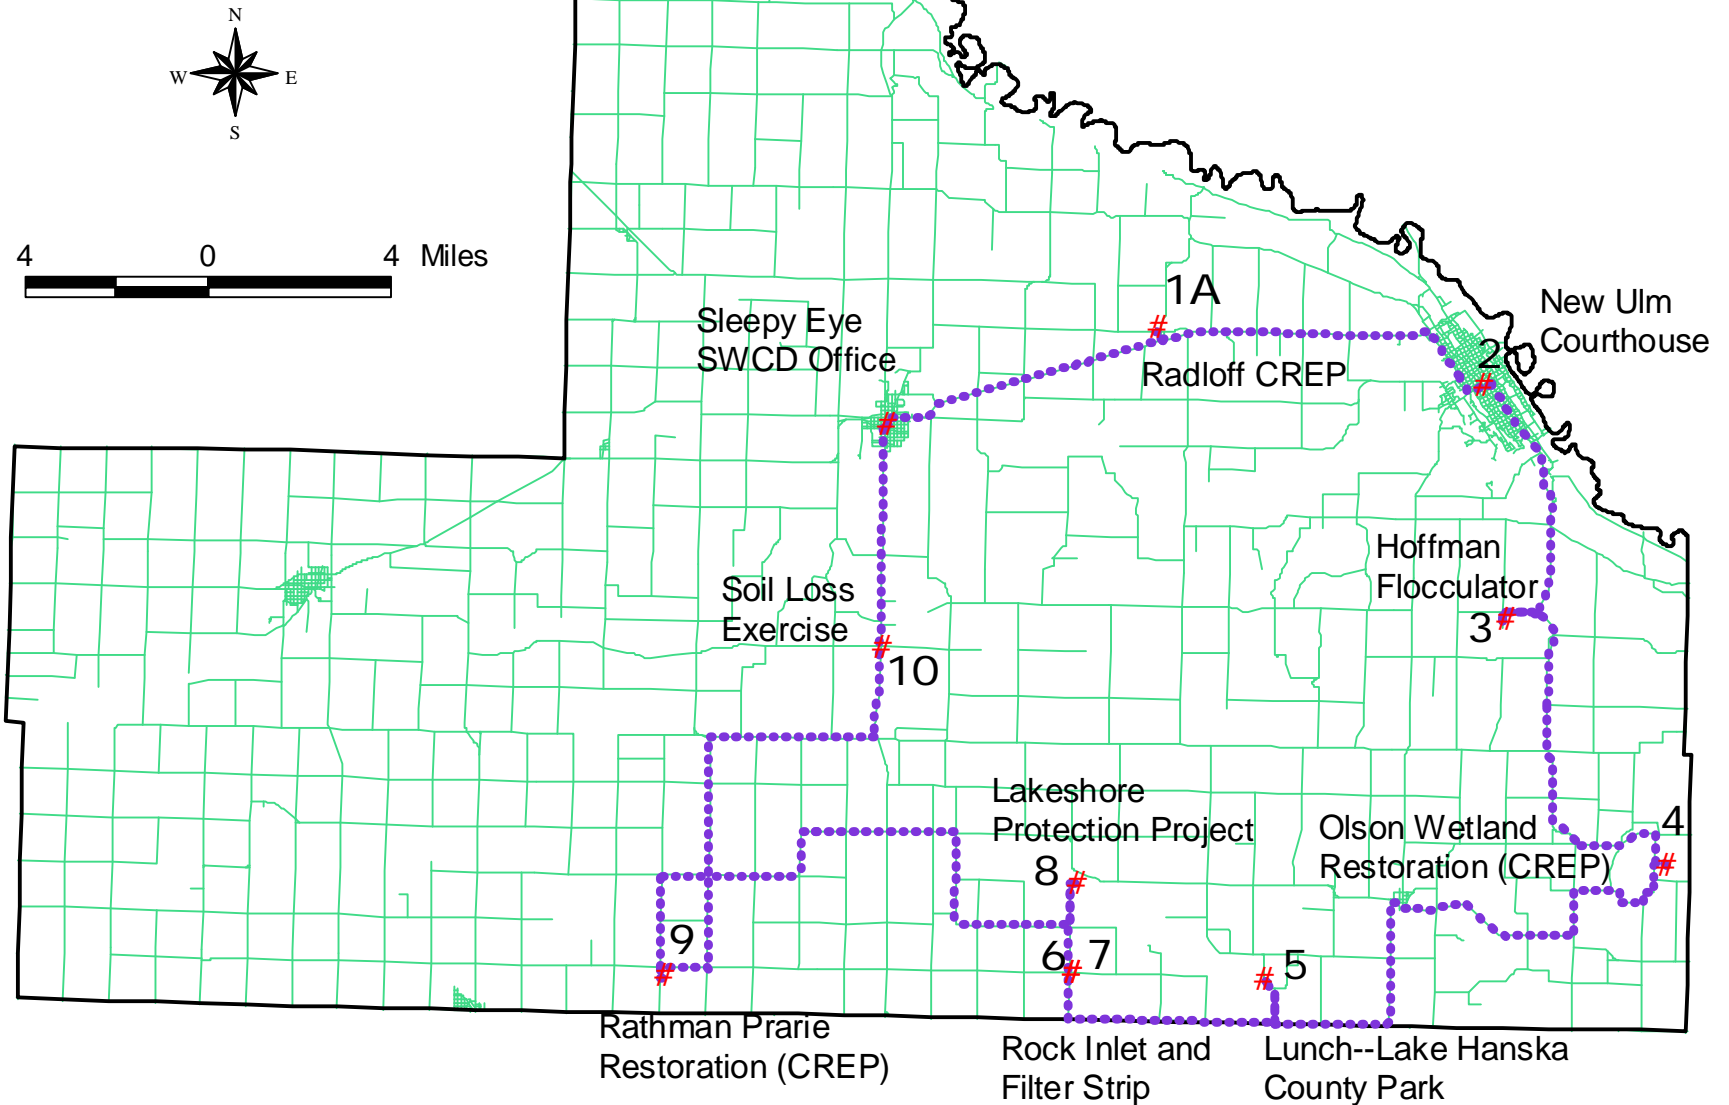 N
W E
S
4 0 4 Miles
1A
Sleepy Eye
SWCD Office
New Ulm
Courthouse
2
Radloff CREP
Hoffman
Flocculator
3
Soil Loss
Exercise
10
Lakeshore
Protection Project
8
Olson Wetland
Restoration (CREP)
4
9
6 7
5
Rathman Prarie
Restoration (CREP)
Rock Inlet and
Filter Strip
Lunch--Lake Hanska
County Park